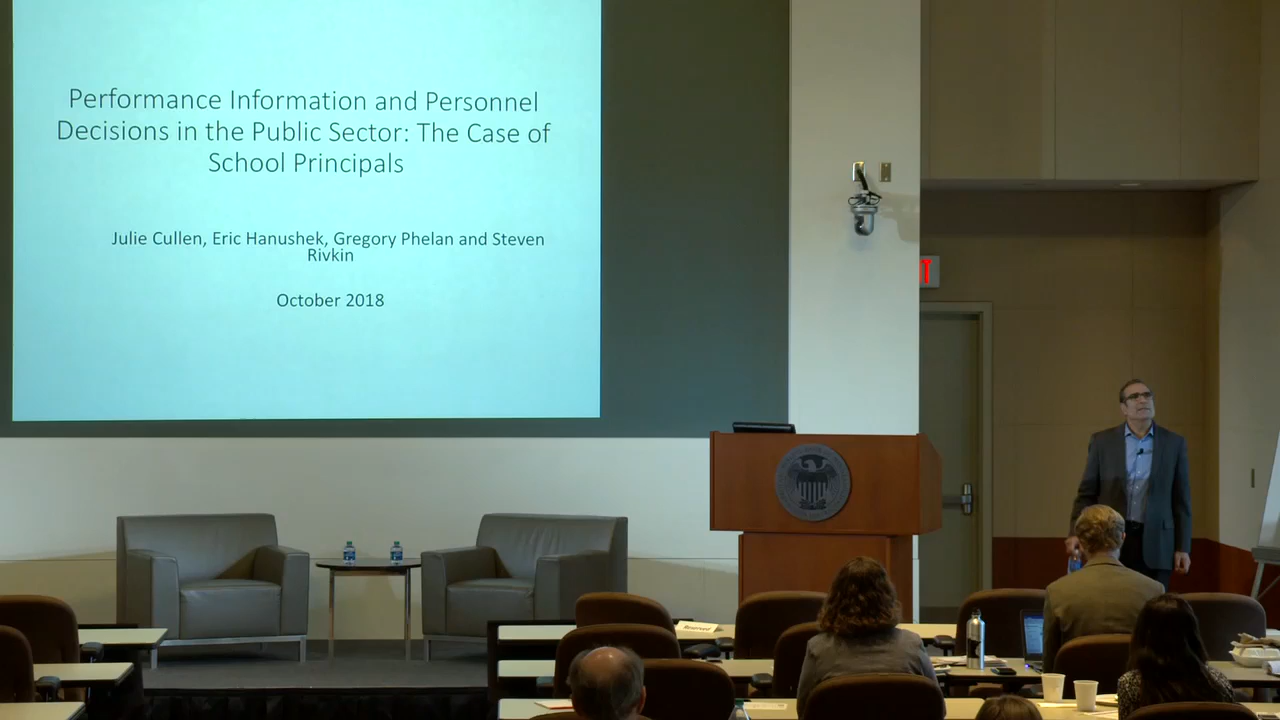 Performance Information and Personnel
Decisions in the Public Sector: The Case of
School Principals
Julie Cullen, Eric Hanushek, Gregory Phelan and Steven
Rivkin
October 2018
Reserved